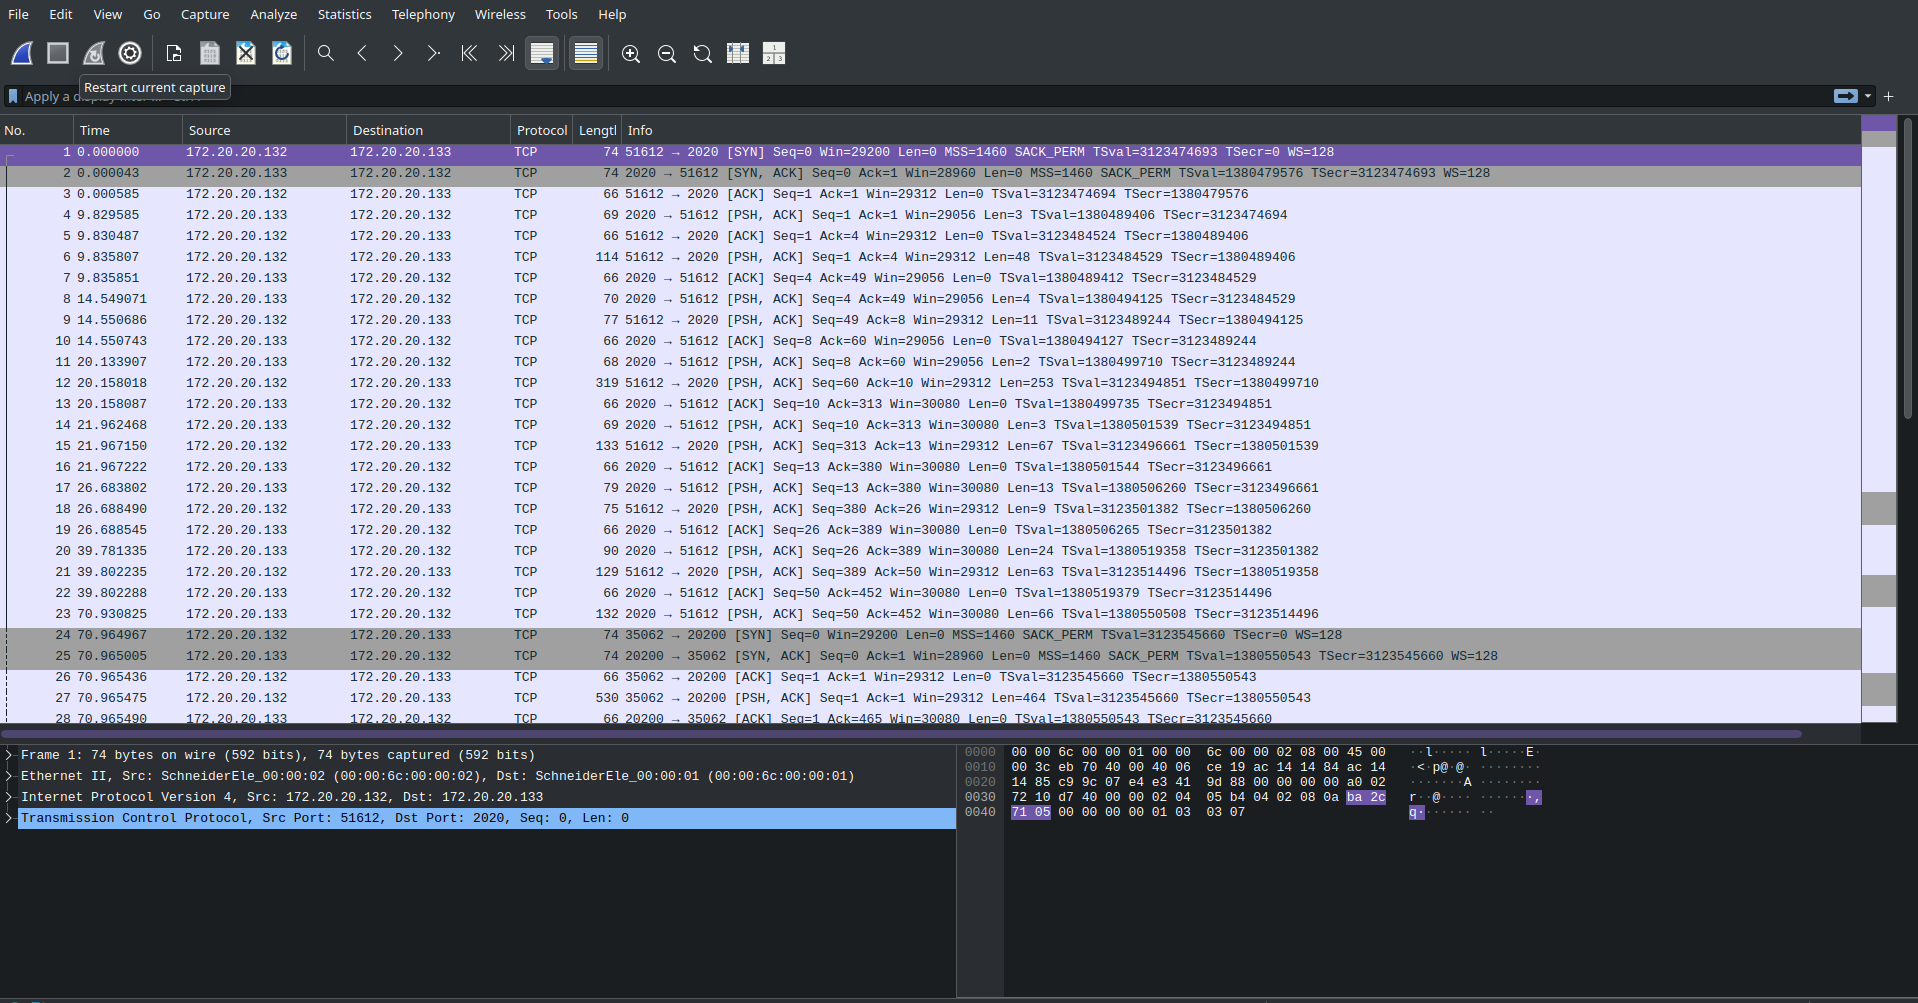 File Edit View Go Capture Analyze Statistics Telephony Wireless Tools Help
Restart current capture
Apply a
No. Time Source Destination Protocol Lengtl Info
1 0.000000 172.20.20.132 172.20.20.133 TCP 74 51612 → 2020 [SYN] Seq=0 Win=29200 Len=0 MSS=1460 SACK_PERM TSval=3123474693 TSecr=0 WS=128
2 0.000043 172.20.20.133 172.20.20.132 TCP 74 2020 → 51612 [SYN, ACK] Seq=0 Ack=1 Win=28960 Len=0 MSS=1460 SACK_PERM TSval=1380479576 TSecr=3123474693 WS=128
3 0.000585 172.20.20.132 172.20.20.133 TCP 66 51612 → 2020 [ACK] Seq=1 Ack=1 Win=29312 Len=0 TSval=3123474694 TSecr=1380479576
4 9.829585 172.20.20.133 172.20.20.132 TCP 69 2020 → 51612 [PSH, ACK] Seq=1 Ack=1 Win=29056 Len=3 TSval=1380489406 TSecr=3123474694
5 9.830487 172.20.20.132 172.20.20.133 TCP 66 51612 → 2020 [ACK] Seq=1 Ack=4 Win=29312 Len=0 TSval=3123484524 TSecr=1380489406
6 9.835807 172.20.20.132 172.20.20.133 TCP 114 51612 → 2020 [PSH, ACK] Seq=1 Ack=4 Win=29312 Len=48 TSval=3123484529 TSecr=1380489406
7 9.835851 172.20.20.133 172.20.20.132 TCP 66 2020 → 51612 [ACK] Seq=4 Ack=49 Win=29056 Len=0 TSval=1380489412 TSecr=3123484529
8 14.549071 172.20.20.133 172.20.20.132 TCP 70 2020 → 51612 [PSH, ACK] Seq=4 Ack=49 Win=29056 Len=4 TSval=1380494125 TSecr=3123484529
9 14.550686 172.20.20.132 172.20.20.133 TCP 77 51612 → 2020 [PSH, ACK] Seq=49 Ack=8 Win=29312 Len=11 TSval=3123489244 TSecr=1380494125
10 14.550743 172.20.20.133 172.20.20.132 TCP 66 2020 → 51612 [ACK] Seq=8 Ack=60 Win=29056 Len=0 TSval=1380494127 TSecr=3123489244
11 20.133907 172.20.20.133 172.20.20.132 TCP 68 2020 → 51612 [PSH, ACK] Seq=8 Ack=60 Win=29056 Len=2 TSval=1380499710 TSecr=3123489244
12 20.158018 172.20.20.132 172.20.20.133 TCP 319 51612 → 2020 [PSH, ACK] Seq=60 Ack=10 Win=29312 Len=253 TSval=3123494851 TSecr=1380499710
13 20.158087 172.20.20.133 172.20.20.132 TCP 66 2020 → 51612 [ACK] Seq=10 Ack=313 Win=30080 Len=0 TSval=1380499735 TSecr=3123494851
14 21.962468 172.20.20.133 172.20.20.132 TCP 69 2020 → 51612 [PSH, ACK] Seq=10 Ack=313 Win=30080 Len=3 TSval=1380501539 TSecr=3123494851
15 21.967150 172.20.20.132 172.20.20.133 TCP 133 51612 → 2020 [PSH, ACK] Seq=313 Ack=13 Win=29312 Len=67 TSval=3123496661 TSecr=1380501539
16 21.967222 172.20.20.133 172.20.20.132 TCP 66 2020 → 51612 [ACK] Seq=13 Ack=380 Win=30080 Len=0 TSval=1380501544 TSecr=3123496661
17 26.683802 172.20.20.133 172.20.20.132 TCP 79 2020 → 51612 [PSH, ACK] Seq=13 Ack=380 Win=30080 Len=13 TSval=1380506260 TSecr=3123496661
18 26.688490 172.20.20.132 172.20.20.133 TCP 75 51612 → 2020 [PSH, ACK] Seq=380 Ack=26 Win=29312 Len=9 TSval=3123501382 TSecr=1380506260
19 26.688545 172.20.20.133 172.20.20.132 TCP 66 2020 → 51612 [ACK] Seq=26 Ack=389 Win=30080 Len=0 TSval=1380506265 TSecr=3123501382
20 39.781335 172.20.20.133 172.20.20.132 TCP 90 2020 → 51612 [PSH, ACK] Seq=26 Ack=389 Win=30080 Len=24 TSval=1380519358 TSecr=3123501382
21 39.802235 172.20.20.132 172.20.20.133 TCP 129 51612 → 2020 [PSH, ACK] Seq=389 Ack=50 Win=29312 Len=63 TSval=3123514496 TSecr=1380519358
22 39.802288 172.20.20.133 172.20.20.132 TCP 66 2020 → 51612 [ACK] Seq=50 Ack=452 Win=30080 Len=0 TSval=1380519379 TSecr=3123514496
23 70.930825 172.20.20.133 172.20.20.132 TCP 132 2020 → 51612 [PSH, ACK] Seq=50 Ack=452 Win=30080 Len=66 TSval=1380550508 TSecr=3123514496
24 70.964967 172.20.20.132 172.20.20.133 TCP 74 35062 → 20200 [SYN] Seq=0 Win=29200 Len=0 MSS=1460 SACK_PERM TSval=3123545660 TSecr=0 WS=128
25 70.965005 172.20.20.133 172.20.20.132 TCP 74 20200 → 35062 [SYN, ACK] Seq=0 Ack=1 Win=28960 Len=0 MSS=1460 SACK_PERM TSval=1380550543 TSecr=3123545660 WS=128
26 70.965436 172.20.20.132 172.20.20.133 TCP 66 35062 → 20200 [ACK] Seq=1 Ack=1 Win=29312 Len=0 TSval=3123545660 TSecr=1380550543
27 70.965475 172.20.20.132 172.20.20.133 TCP 530 35062 → 20200 [PSH, ACK] Seq=1 Ack=1 Win=29312 Len=464 TSval=3123545660 TSecr=1380550543
28 70.965490 172.20.20.133 172.20.20.132 TCP 66 20200 → 35062 [ACK] Seq=1 Ack=465 Win=30080 Len=0 TSval=1380550543 TSecr=3123545660
Frame 1: 74 bytes on wire (592 bits), 74 bytes captured (592 bits)
Ethernet II, Src: SchneiderEle_00:00:02 (00:00:6c:00:00:02), Dst: SchneiderEle_00:00:01 (00:00:6c:00:00:01)
Internet Protocol Version 4, Src: 172.20.20.132, Dst: 172.20.20.133
Transmission Control Protocol, Src Port: 51612, Dst Port: 2020, Seq: 0, Len: 0
0000 00 00 6c 00 00 01 00 00 6c 00 00 02 08 00 45 00 ··l····· l·····E·
0010 00 3c eb 70 40 00 40 06 ce 19 ac 14 14 84 ac 14 ·<·p@·@· ········
0020 14 85 c9 9c 07 e4 e3 41 9d 88 00 00 00 00 a0 02 ·······A ········
0030 72 10 d7 40 00 00 02 04 05 b4 04 02 08 0a ba 2c r··@···· ·······,
0040 71 05 00 00 00 00 01 03 03 07 q······· ··